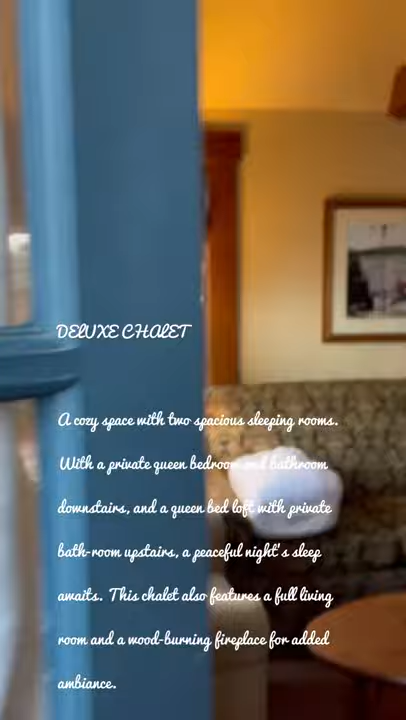 DELUXE CHALET
A cozy space with two spacious sleeping rooms.
With a private queen bedroom and bathroom
downstairs, and a queen bed loft with private
bath-room upstairs, a peaceful night's sleep
awaits. This chalet also features a full living
room and a wood-burning fireplace for added
ambiance.